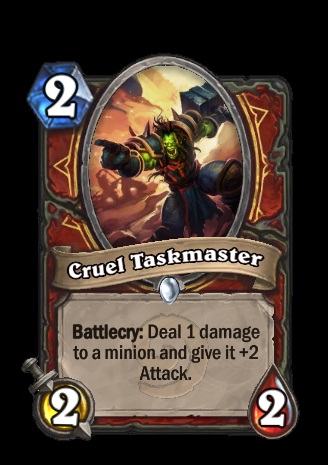 2
Cruel Taskmaster
Battlecry: Deal 1 damage
to a minion and give it +2
Attack.
2
2